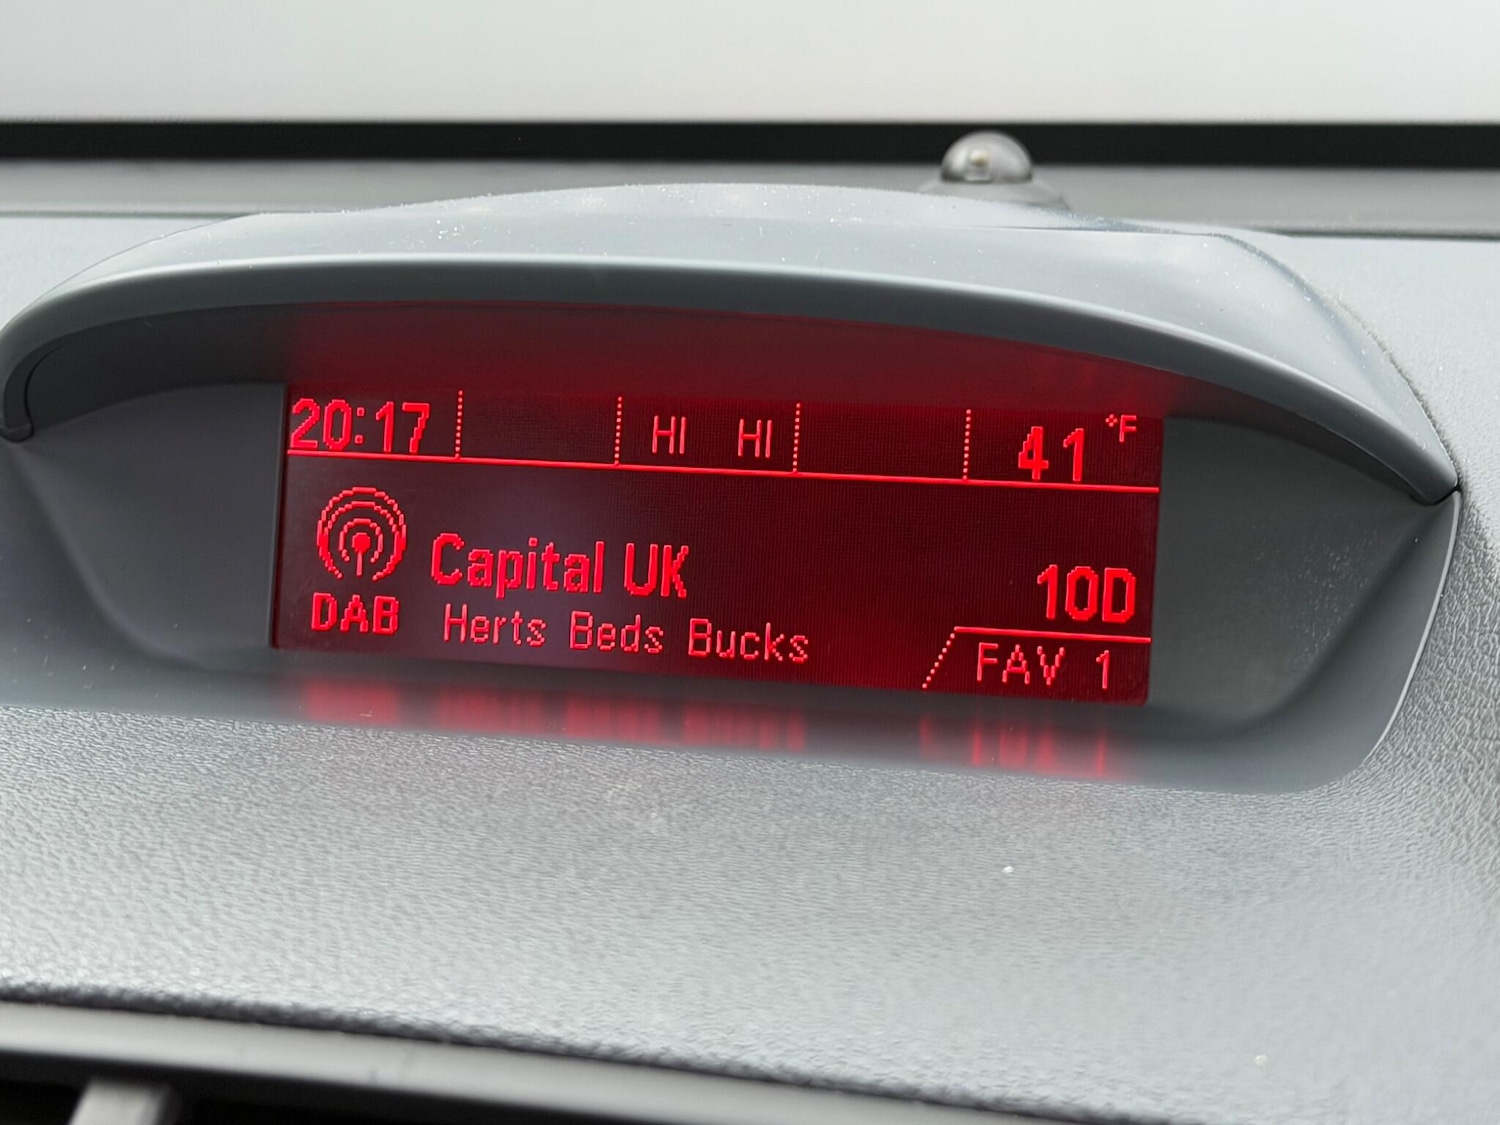 20:17 HI HI 41 °F
Capital UK 10D
DAB Herts Beds Bucks
FAV 1